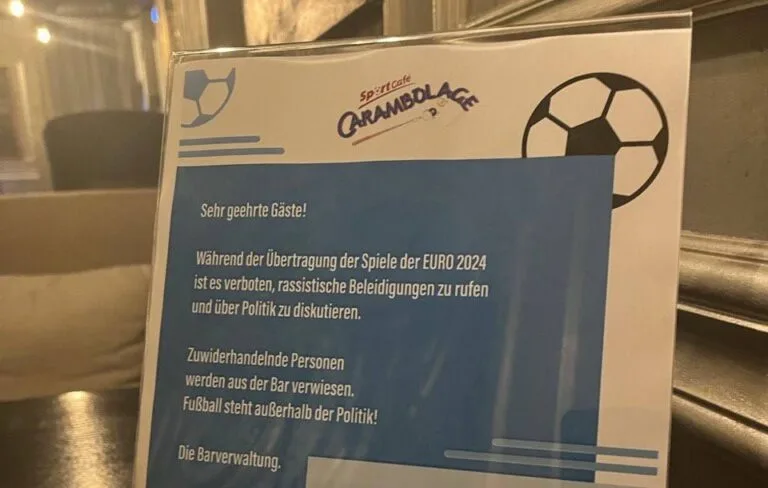 SportCafe
CARAMBOLAGE
Sehr geehrte Gäste!
Während der Übertragung der Spiele der EURO 2024
ist es verboten, rassistische Beleidigungen zu rufen
und über Politik zu diskutieren.
Zuwiderhandelnde Personen
werden aus der Bar verwiesen.
Fußball steht außerhalb der Politik!
Die Barverwaltung.